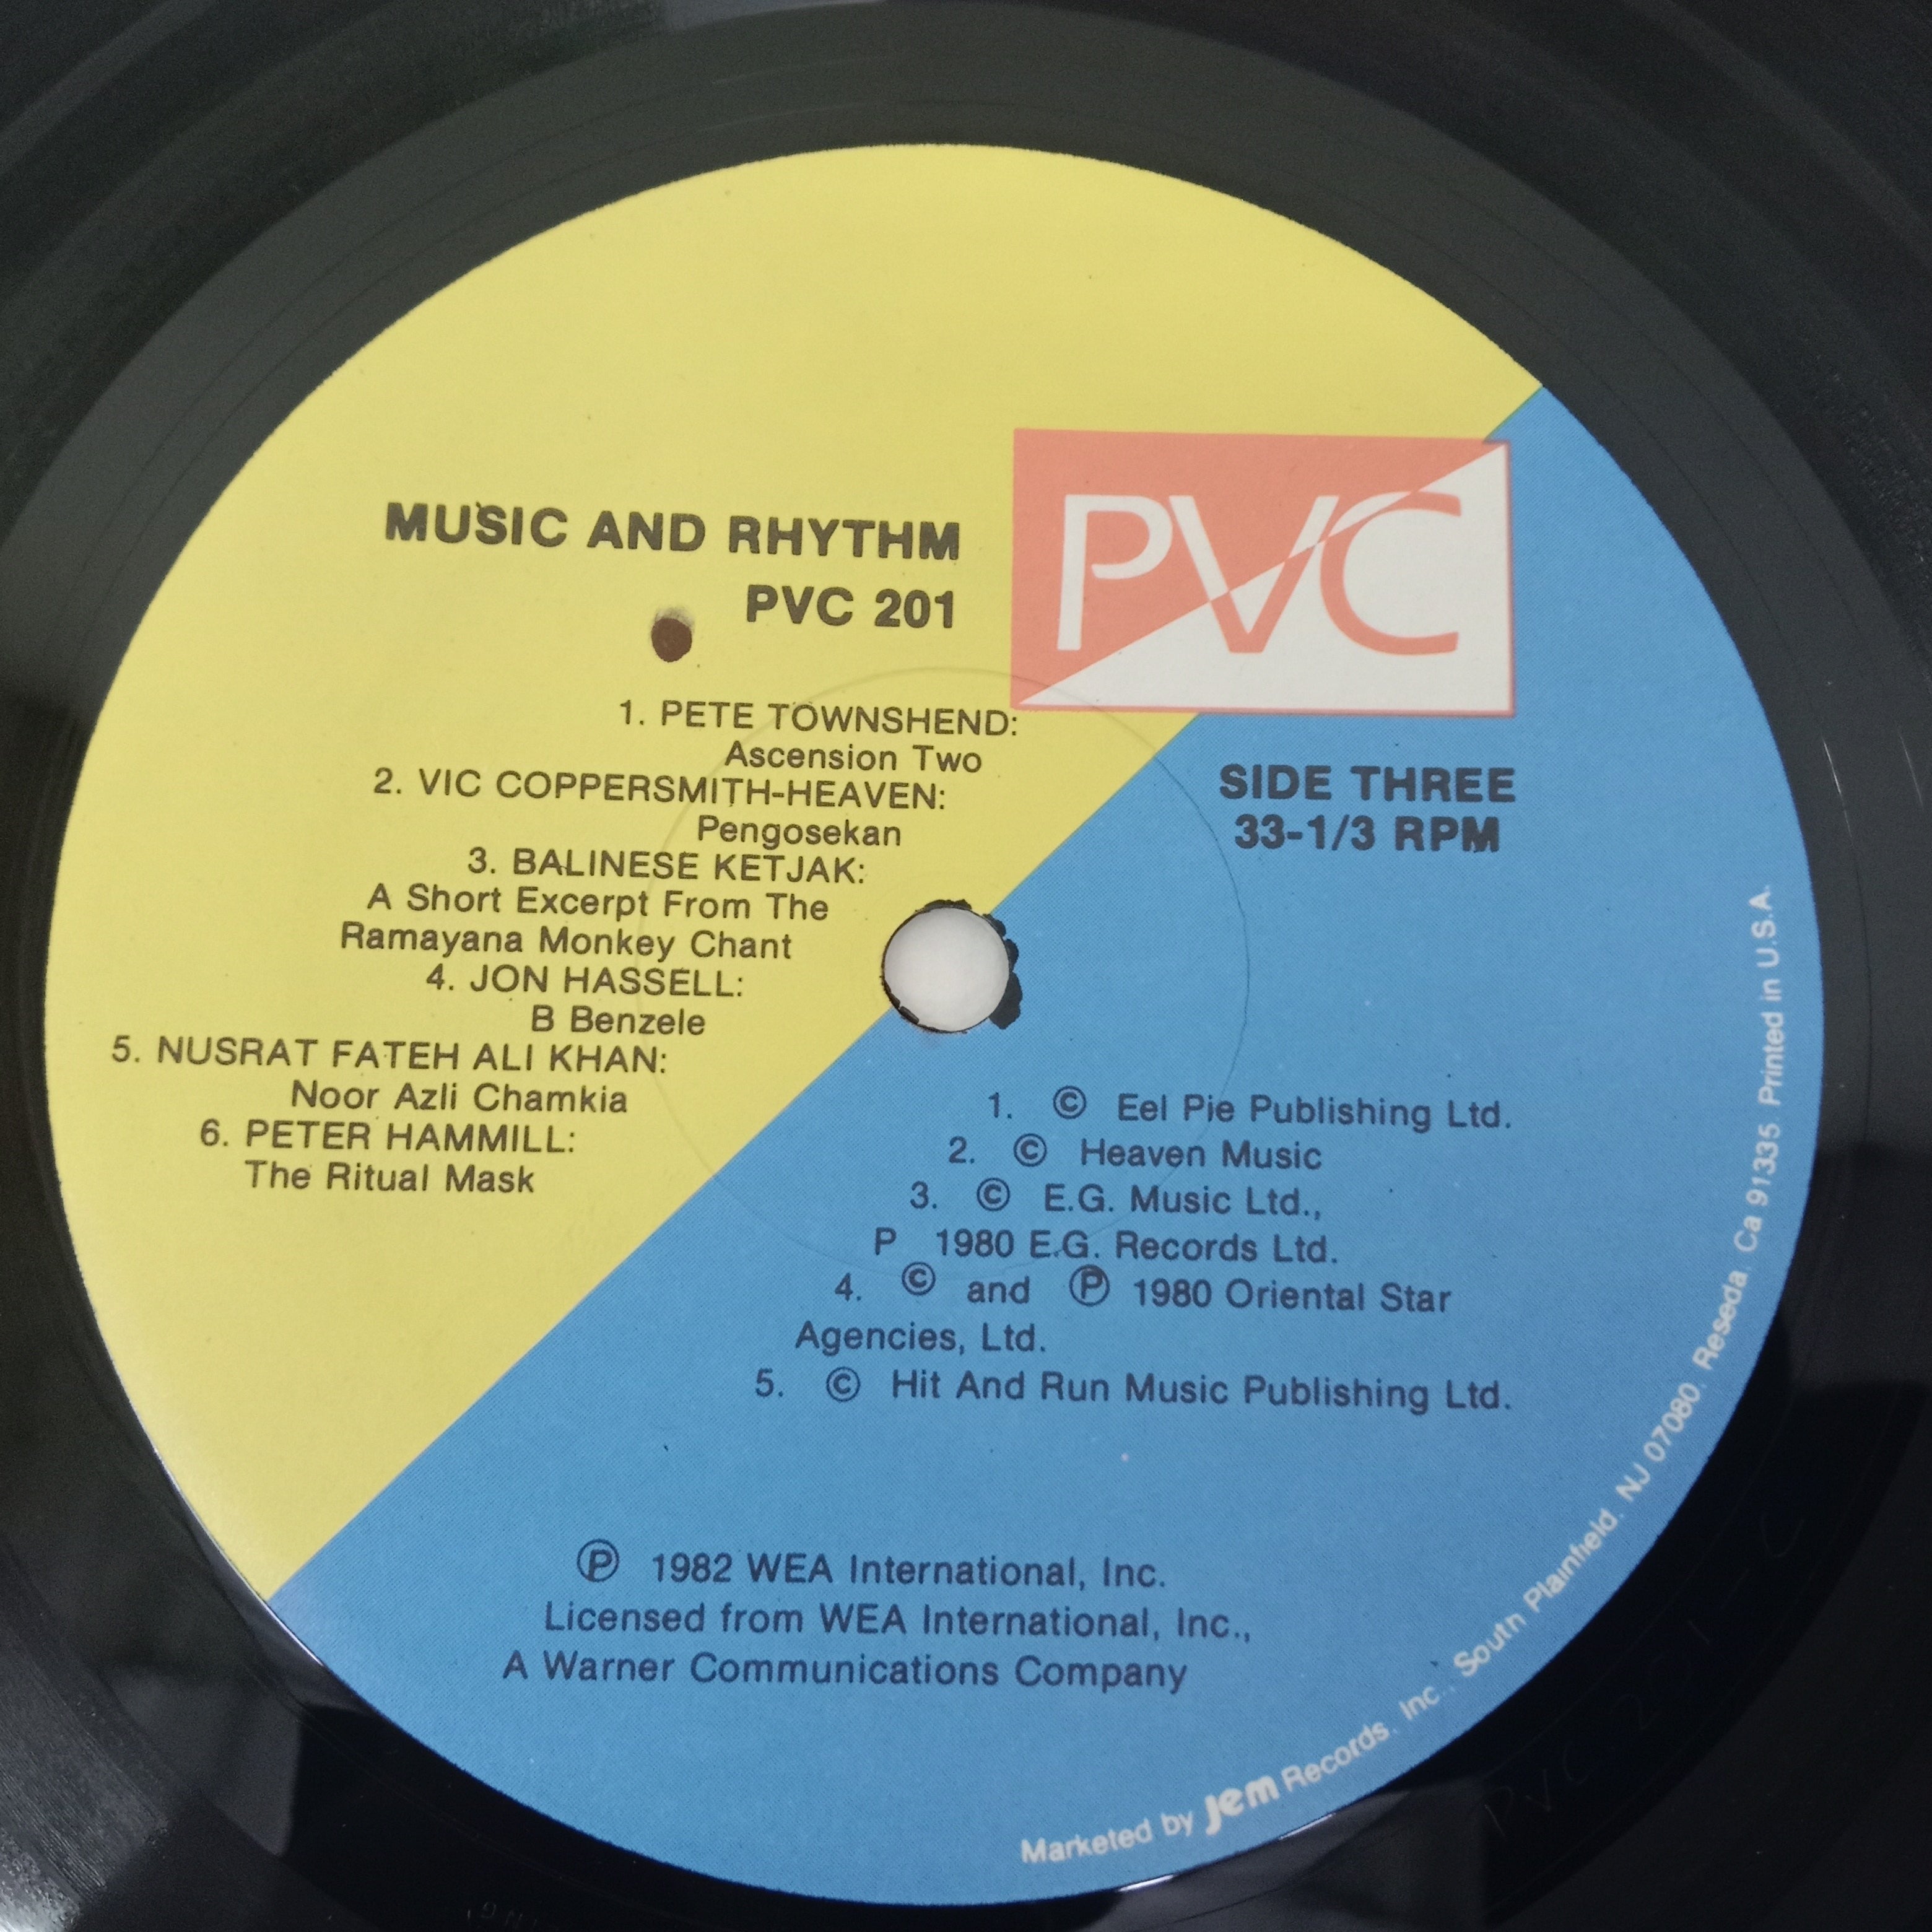 MUSIC AND RHYTHM
PVC 201
PVC
1. PETE TOWNSHEND:
Ascension Two
2. VIC COPPERSMITH-HEAVEN:
Pengosekan
3. BALINESE KETJAK:
A Short Excerpt From The
Ramayana Monkey Chant
4. JON HASSELL:
B Benzele
5. NUSRAT FATEH ALI KHAN:
Noor Azli Chamkia
6. PETER HAMMILL:
The Ritual Mask
SIDE THREE
33-1/3 RPM
1. © Eel Pie Publishing Ltd.
2. © Heaven Music
3. © E.G. Music Ltd.,
P 1980 E.G. Records Ltd.
4. © and ℗ 1980 Oriental Star
Agencies, Ltd.
5. © Hit And Run Music Publishing Ltd.
℗ 1982 WEA International, Inc.
Licensed from WEA International, Inc.,
A Warner Communications Company
Marketed by jem Records, Inc., South Plainfield, NJ 07080, Reseda, Ca 91335. Printed in U.S.A.